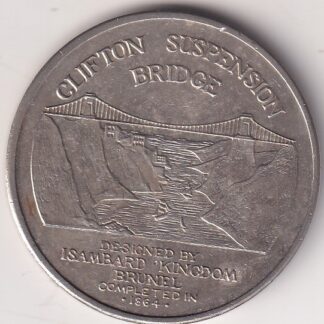 CLIFTON SUSPENSION
BRIDGE
DESIGNED BY
ISAMBARD KINGDOM
BRUNEL
COMPLETED IN
·1864·